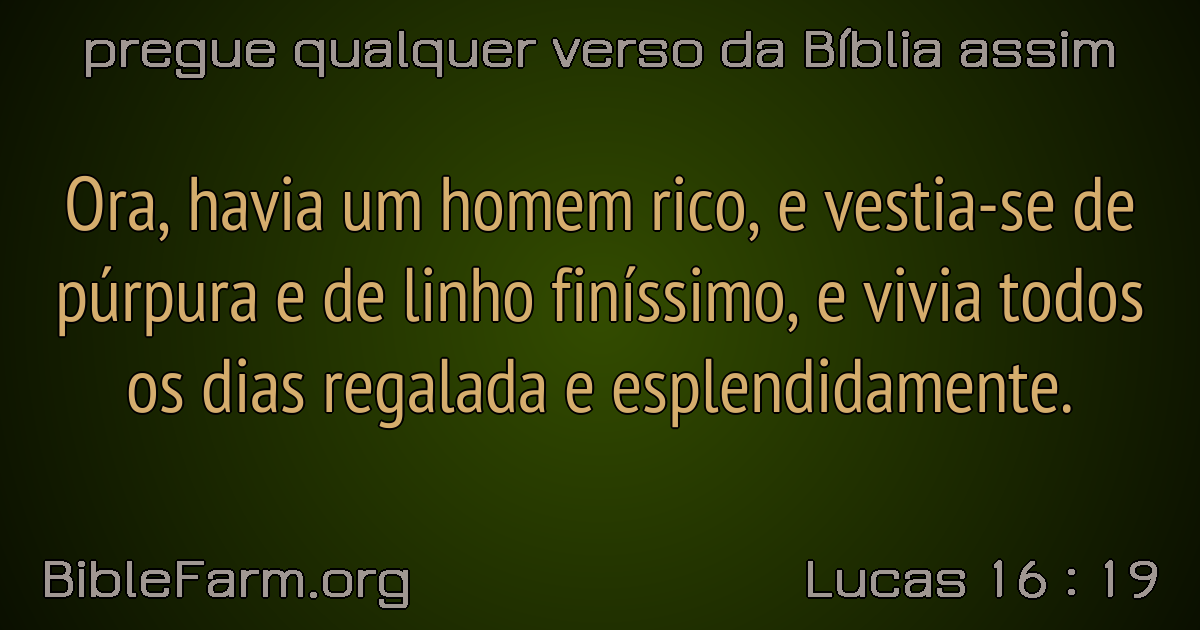 pregue qualquer verso da Bíblia assim
Ora, havia um homem rico, e vestia-se de
púrpura e de linho finíssimo, e vivia todos
os dias regalada e esplendidamente.
BibleFarm.org
Lucas 16 : 19